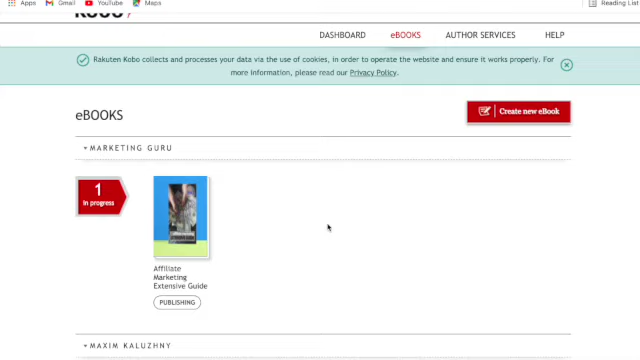 Apps Gmail YouTube Maps Reading List
kobo
DASHBOARD eBOOKS AUTHOR SERVICES HELP
Rakuten Kobo collects and processes your data via the use of cookies, in order to operate the website and ensure it works properly. For
more information, please read our Privacy Policy.
eBOOKS
Create new eBook
MARKETING GURU
1
In progress
Affiliate
Marketing
Extensive Guide
PUBLISHING
MAXIM KALUZHNY